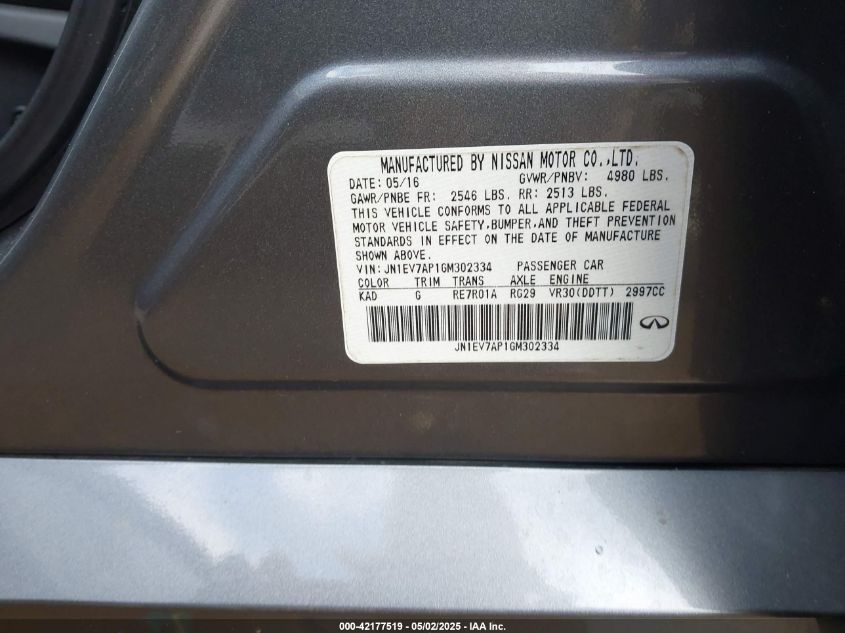 MANUFACTURED BY NISSAN MOTOR CO.,LTD.
DATE: 05/16 GVWR/PNBV: 4980 LBS.
GAWR/PNBE FR: 2546 LBS. RR: 2513 LBS.
THIS VEHICLE CONFORMS TO ALL APPLICABLE FEDERAL
MOTOR VEHICLE SAFETY,BUMPER,AND THEFT PREVENTION
STANDARDS IN EFFECT ON THE DATE OF MANUFACTURE
SHOWN ABOVE.
VIN: JN1EV7AP1GM302334 PASSENGER CAR
COLOR TRIM TRANS AXLE ENGINE
KAD G RE7R01A RG29 VR30(DDTT) 2997CC
JN1EV7AP1GM302334
000-42177519 - 05/02/2025 - IAA Inc.